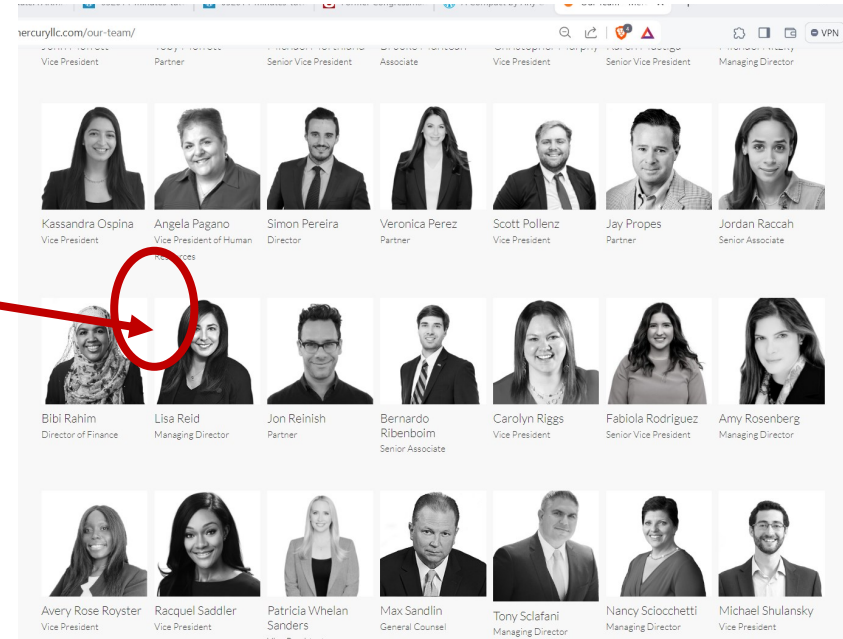 nercuryllc.com/our-team/
VPN
Vice President
Partner
Senior Vice President
Associate
Vice President
Senior Vice President
Managing Director
Kassandra Ospina
Vice President
Angela Pagano
Vice President of Human
Resources
Simon Pereira
Director
Veronica Perez
Partner
Scott Pollenz
Vice President
Jay Propes
Partner
Jordan Raccah
Senior Associate
Bibi Rahim
Director of Finance
Lisa Reid
Managing Director
Jon Reinish
Partner
Bernardo
Ribenboim
Senior Associate
Carolyn Riggs
Vice President
Fabiola Rodriguez
Senior Vice President
Amy Rosenberg
Managing Director
Avery Rose Royster
Vice President
Racquel Saddler
Vice President
Patricia Whelan
Sanders
Max Sandlin
General Counsel
Tony Sclafani
Managing Director
Nancy Sciocchetti
Managing Director
Michael Shulansky
Vice President